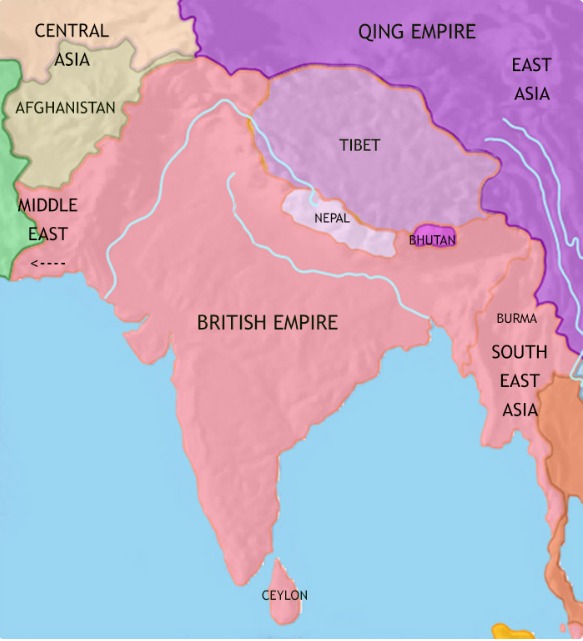 CENTRAL
ASIA
QING EMPIRE
EAST
ASIA
AFGHANISTAN
TIBET
MIDDLE
EAST
<----
NEPAL
BHUTAN
BRITISH EMPIRE
BURMA
SOUTH
EAST
ASIA
CEYLON